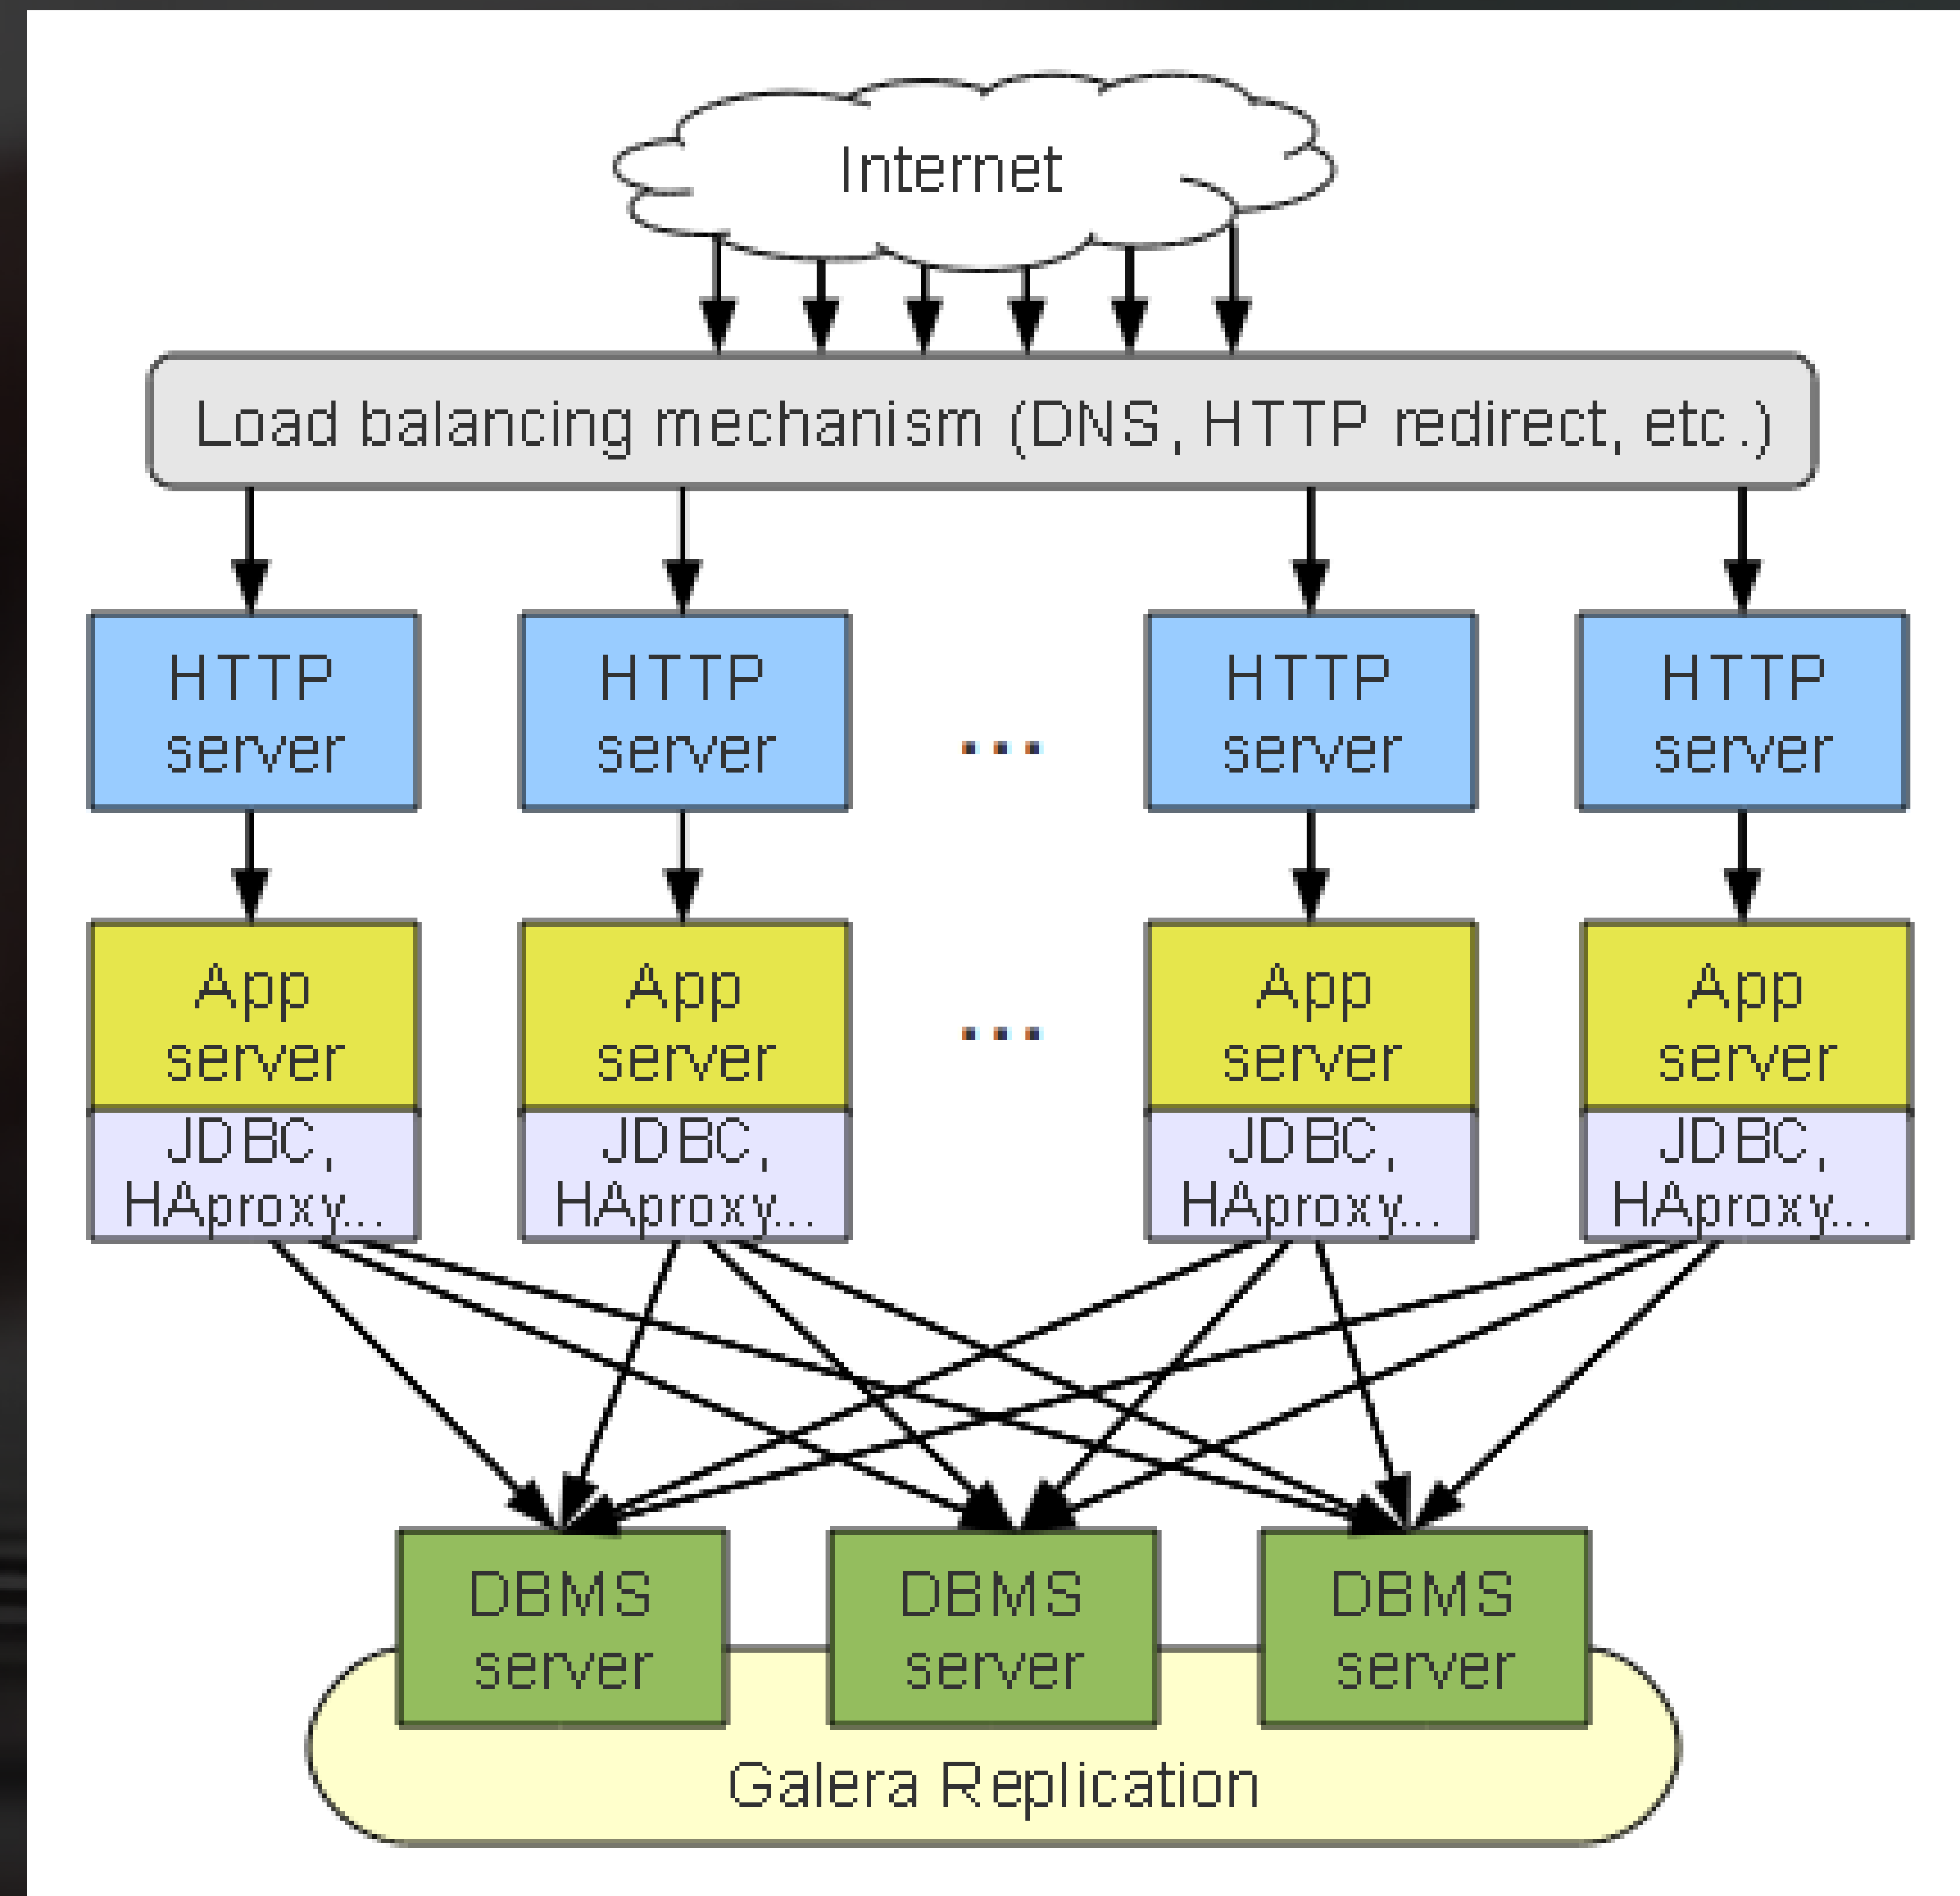 Internet
Load balancing mechanism (DNS, HTTP redirect, etc.)
HTTP
server
HTTP
server
...
HTTP
server
HTTP
server
App
server
App
server
...
App
server
App
server
JDBC,
HAproxy...
JDBC,
HAproxy...
JDBC,
HAproxy...
JDBC,
HAproxy...
DBMS
server
DBMS
server
DBMS
server
Galera Replication